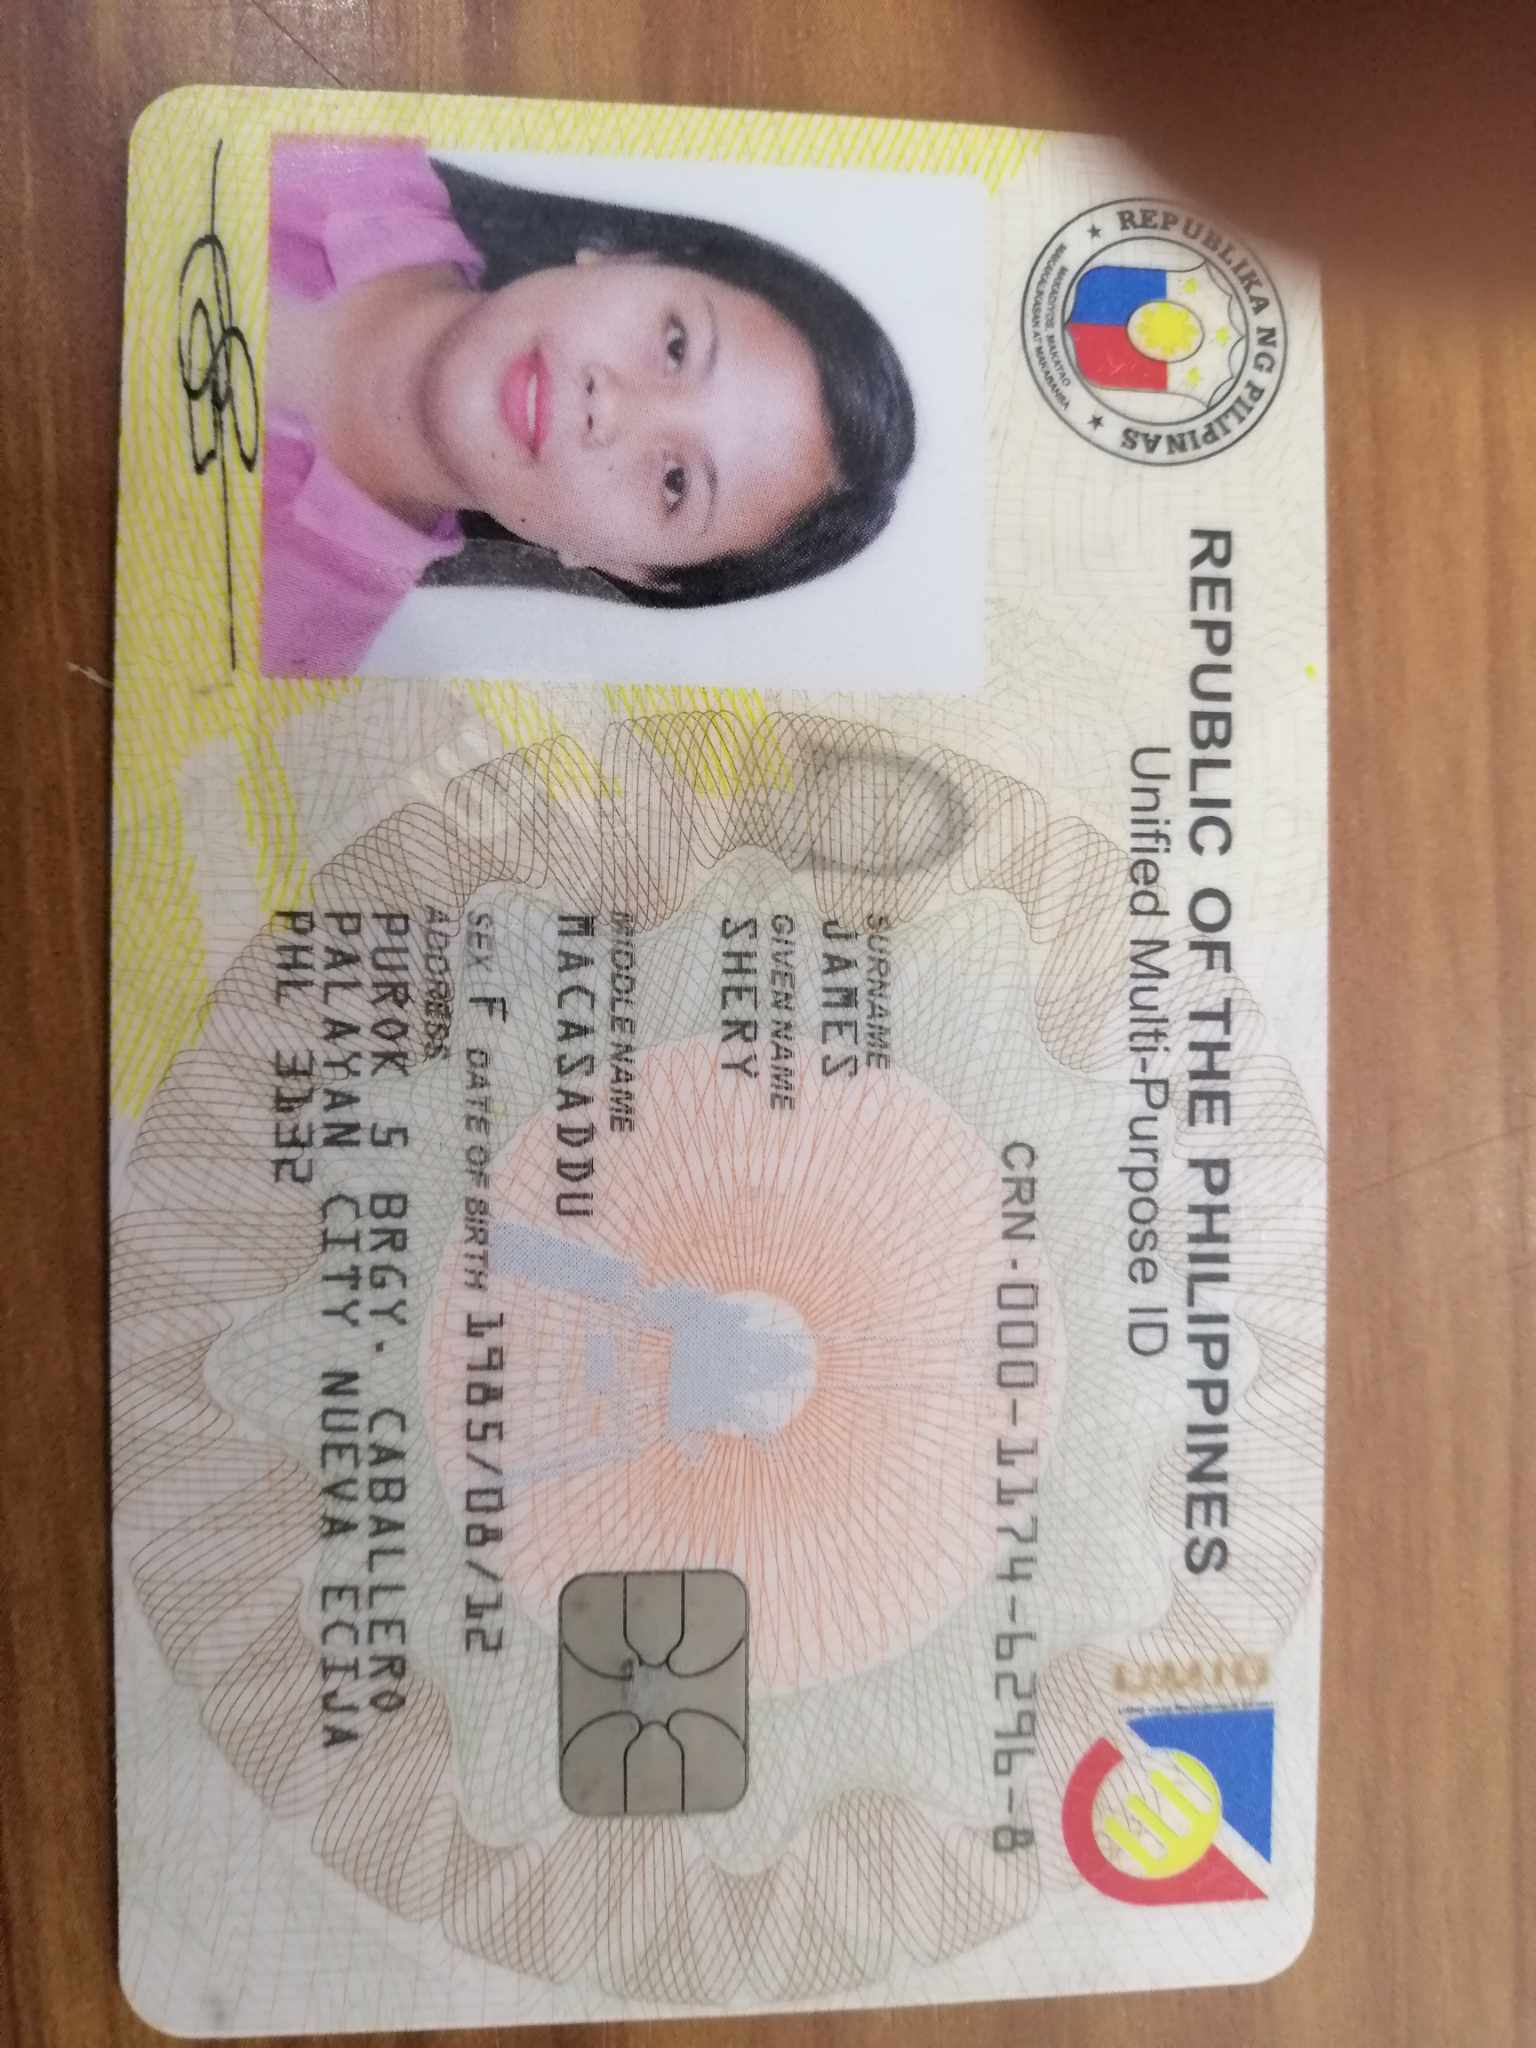 REPUBLIKA NG PILIPINAS
MAKADIYOS, MAKATAO
MAKAKALIKASAN AT MAKABANSA
REPUBLIC OF THE PHILIPPINES
Unified Multi-Purpose ID
UMID
CRN-000-1174-6296-8
SURNAME
JAMES
GIVEN NAME
SHERY
MIDDLE NAME
MACASADDU
SEX F DATE OF BIRTH 1985/08/12
ADDRESS
PUROK 5 BRGY. CABALLERO
PALAYAN CITY NUEVA ECIJA
PHL 3132